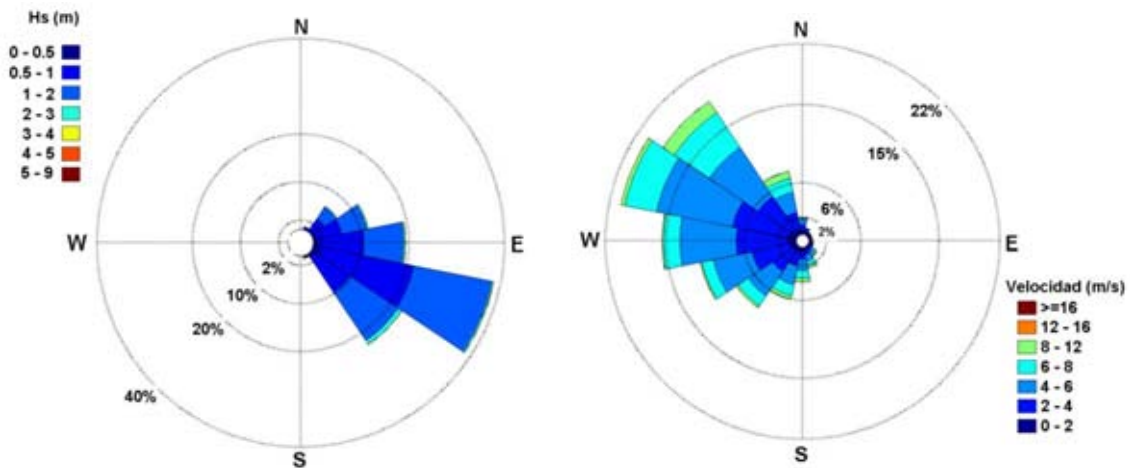 Hs (m)
0 - 0.5
0.5 - 1
1 - 2
2 - 3
3 - 4
4 - 5
5 - 9
N
W
E
S
2%
10%
20%
40%
N
W
E
S
22%
15%
6%
2%
Velocidad (m/s)
>=16
12 - 16
8 - 12
6 - 8
4 - 6
2 - 4
0 - 2